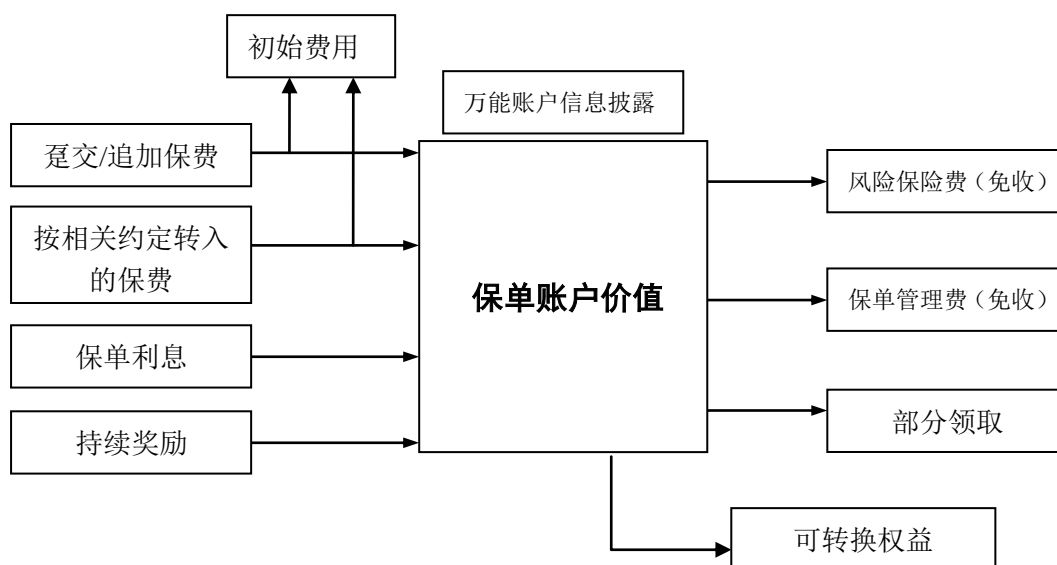 初始费用
万能账户信息披露
趸交/追加保费
风险保险费（免收）
按相关约定转入
的保费
保单账户价值
保单管理费（免收）
保单利息
部分领取
持续奖励
可转换权益